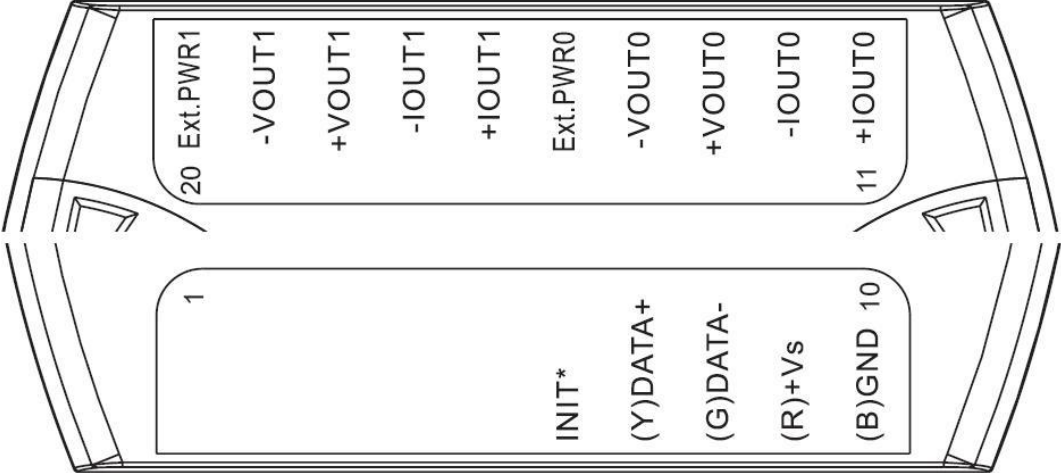 20 Ext.PWR1
-VOUT1
+VOUT1
-IOUT1
+IOUT1
Ext.PWR0
-VOUT0
+VOUT0
-IOUT0
11 +IOUT0
1
INIT*
(Y)DATA+
(G)DATA-
(R)+Vs
(B)GND 10